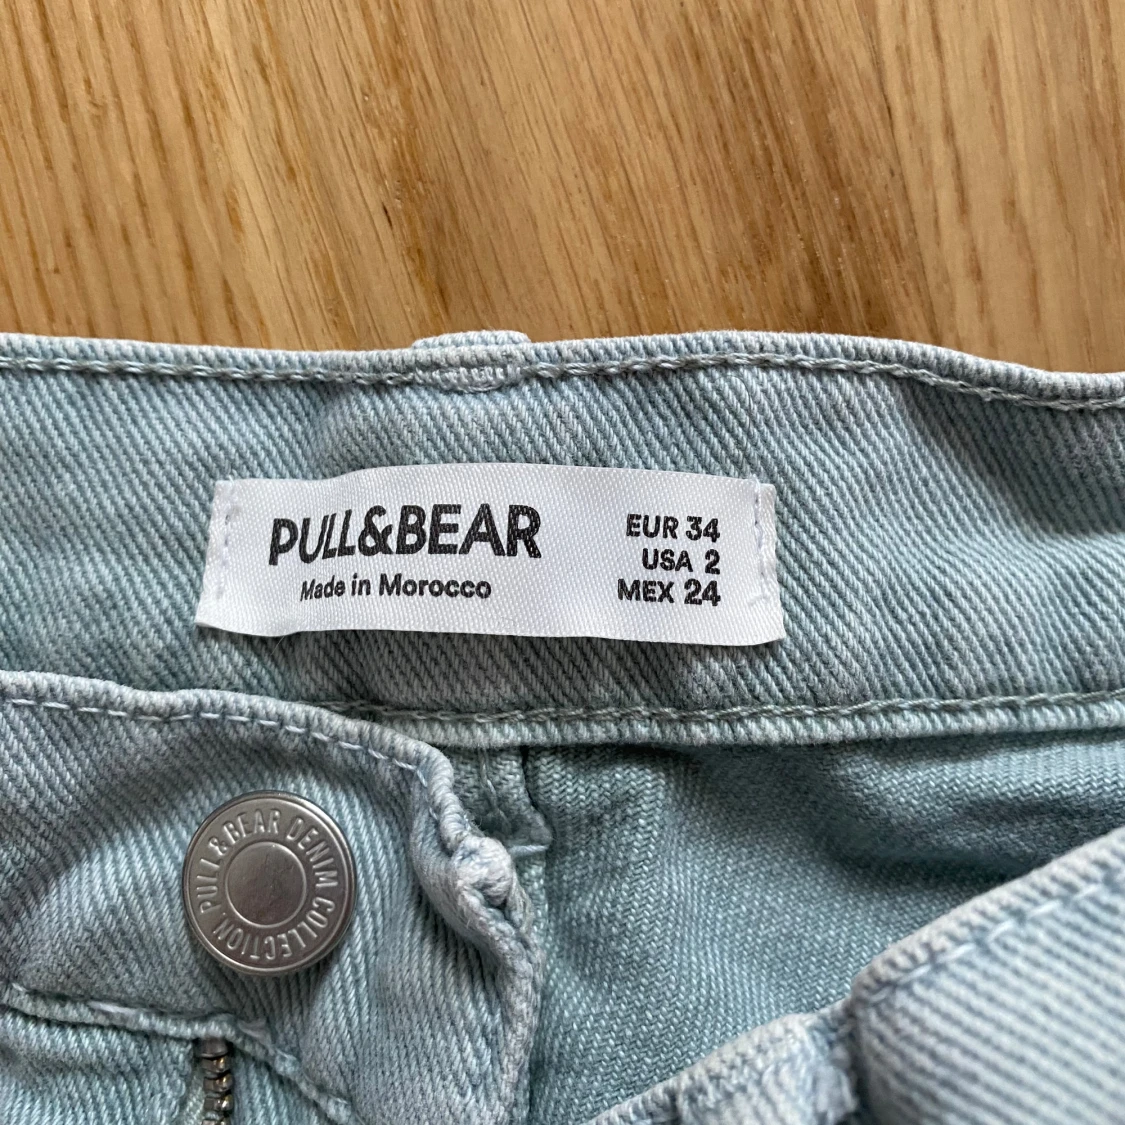 PULL&BEAR
Made in Morocco
EUR 34
USA 2
MEX 24
PULL&BEAR DENIM COLLECTION